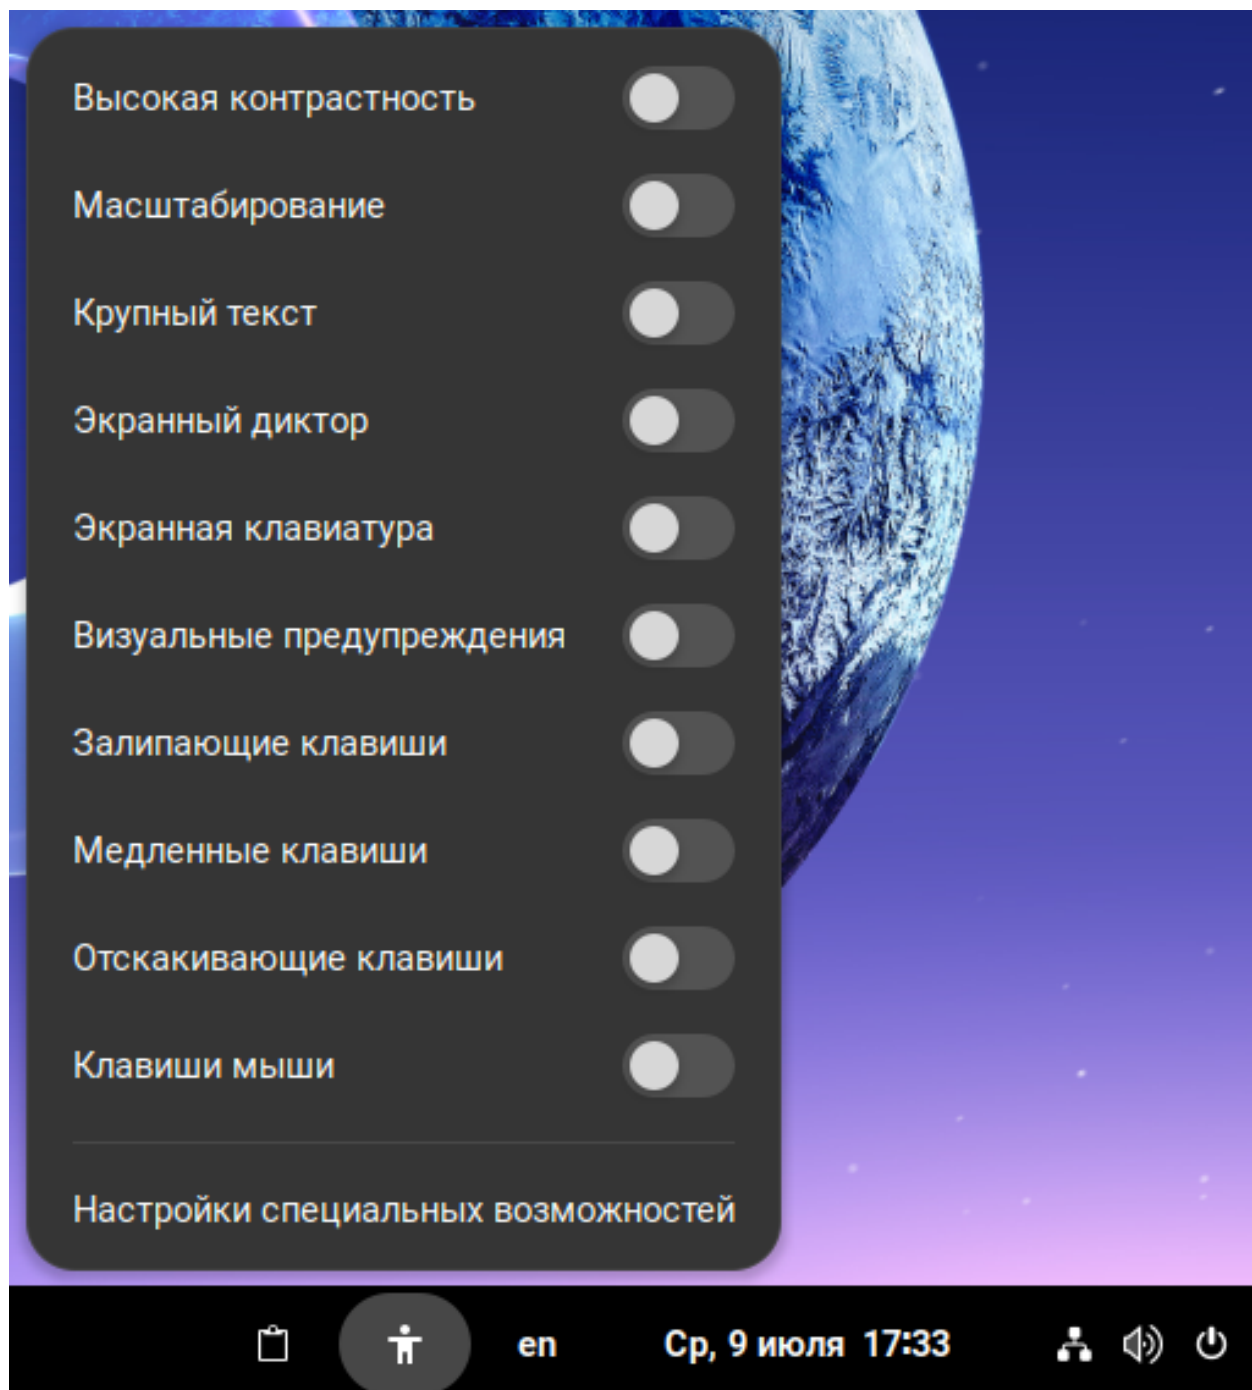 Высокая контрастность
Масштабирование
Крупный текст
Экранный диктор
Экранная клавиатура
Визуальные предупреждения
Залипающие клавиши
Медленные клавиши
Отскакивающие клавиши
Клавиши мыши
Настройки специальных возможностей
en Ср, 9 июля 17:33